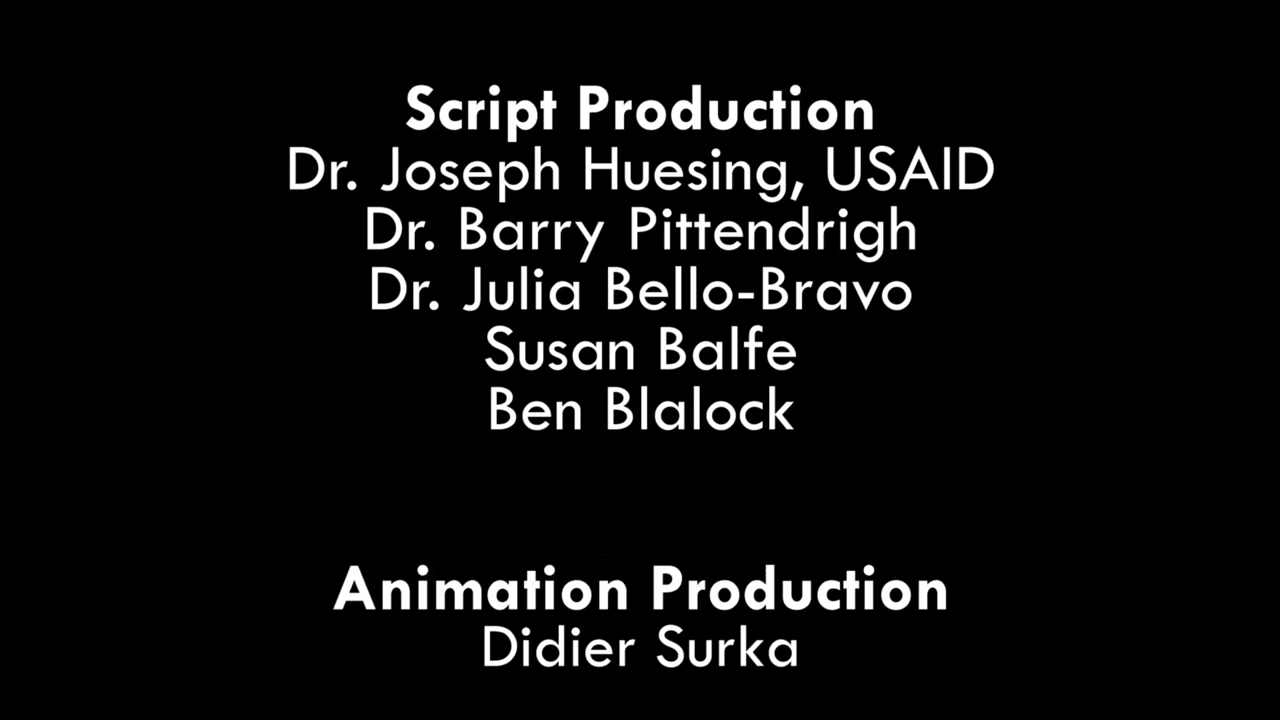 Script Production
Dr. Joseph Huesing, USAID
Dr. Barry Pittendrigh
Dr. Julia Bello-Bravo
Susan Balfe
Ben Blalock
Animation Production
Didier Surka